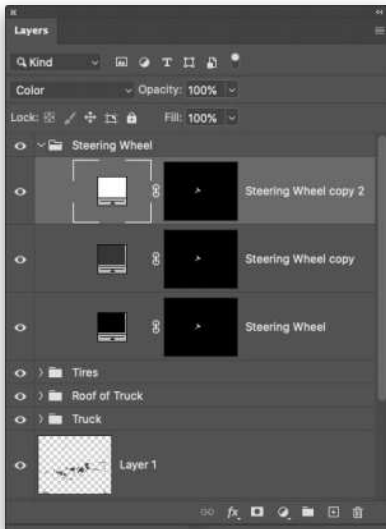 Layers
Kind
Color Opacity: 100%
Lock: Fill: 100%
Steering Wheel
Steering Wheel copy 2
Steering Wheel copy
Steering Wheel
Tires
Roof of Truck
Truck
Layer 1
fx